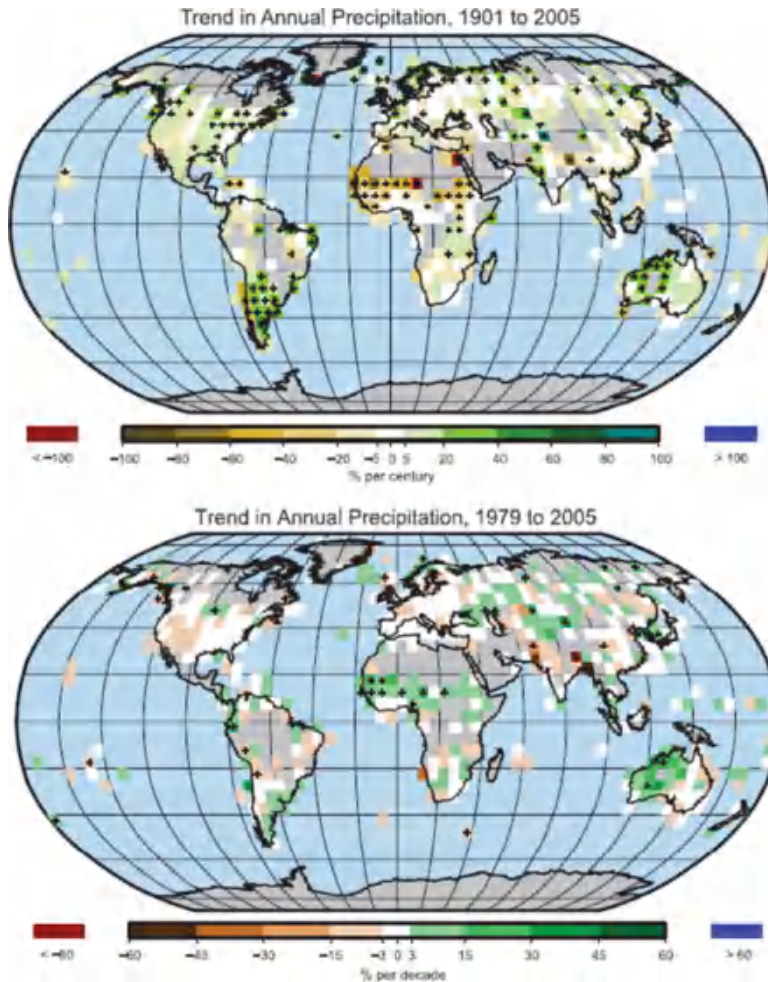 Trend in Annual Precipitation, 1901 to 2005
< −100
−100 −80 −60 −40 −20 −5 0 5 20 40 60 80 100
> 100
% per century
Trend in Annual Precipitation, 1979 to 2005
< −60
−60 −45 −30 −15 −3 0 3 15 30 45 60
> 60
% per decade